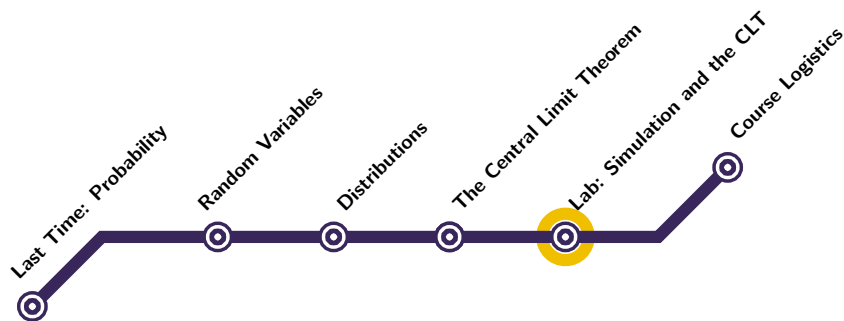 Last Time: Probability
Random Variables
Distributions
The Central Limit Theorem
Lab: Simulation and the CLT
Course Logistics